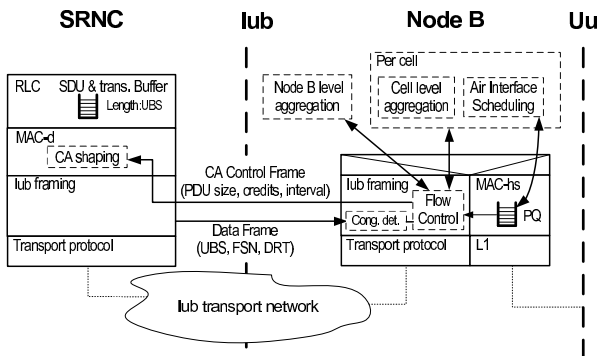 SRNC
Iub
Node B
Uu
RLC
SDU & trans. Buffer
Length:UBS
MAC-d
CA shaping
Iub framing
Transport protocol
CA Control Frame
(PDU size, credits, interval)
Data Frame
(UBS, FSN, DRT)
Iub transport network
Node B level
aggregation
Per cell
Cell level
aggregation
Air Interface
Scheduling
Iub framing
Flow
Control
Cong. det.
Transport protocol
MAC-hs
PQ
L1